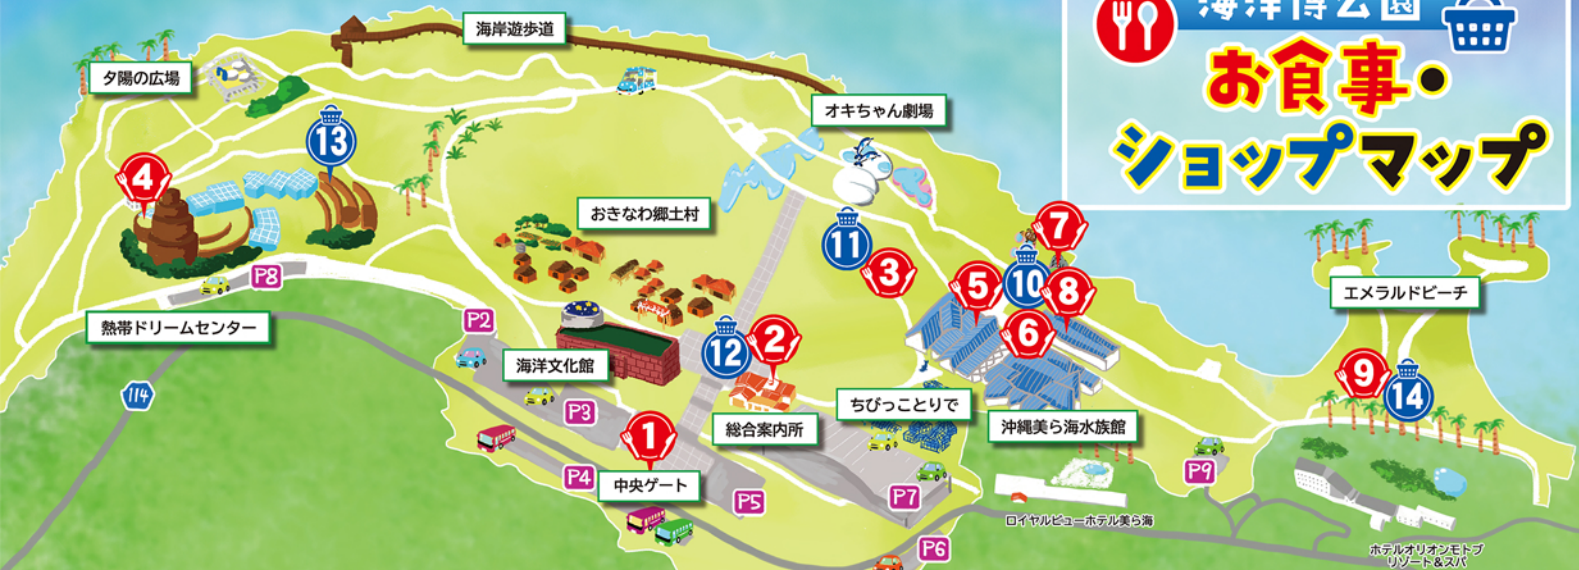 海洋博公園
お食事・
ショップマップ
海岸遊歩道
夕陽の広場
オキちゃん劇場
13
4
おきなわ郷土村
7
11
3
5
10
8
エメラルドビーチ
P8
熱帯ドリームセンター
P2
6
12
2
海洋文化館
9
14
114
P3
ちびっことりで
総合案内所
沖縄美ら海水族館
1
P4
中央ゲート
P5
P7
P9
ロイヤルビューホテル美ら海
P6
ホテルオリオンモトブ
リゾート&スパ